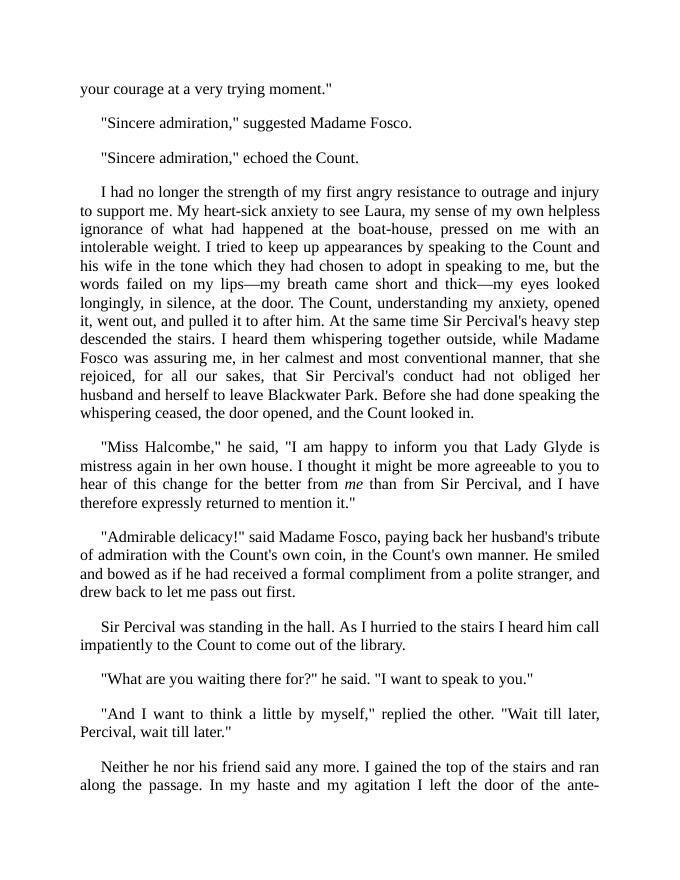 your courage at a very trying moment."
"Sincere admiration," suggested Madame Fosco.
"Sincere admiration," echoed the Count.
I had no longer the strength of my first angry resistance to outrage and injury
to support me. My heart-sick anxiety to see Laura, my sense of my own helpless
ignorance of what had happened at the boat-house, pressed on me with an
intolerable weight. I tried to keep up appearances by speaking to the Count and
his wife in the tone which they had chosen to adopt in speaking to me, but the
words failed on my lips—my breath came short and thick—my eyes looked
longingly, in silence, at the door. The Count, understanding my anxiety, opened
it, went out, and pulled it to after him. At the same time Sir Percival's heavy step
descended the stairs. I heard them whispering together outside, while Madame
Fosco was assuring me, in her calmest and most conventional manner, that she
rejoiced, for all our sakes, that Sir Percival's conduct had not obliged her
husband and herself to leave Blackwater Park. Before she had done speaking the
whispering ceased, the door opened, and the Count looked in.
"Miss Halcombe," he said, "I am happy to inform you that Lady Glyde is
mistress again in her own house. I thought it might be more agreeable to you to
hear of this change for the better from me than from Sir Percival, and I have
therefore expressly returned to mention it."
"Admirable delicacy!" said Madame Fosco, paying back her husband's tribute
of admiration with the Count's own coin, in the Count's own manner. He smiled
and bowed as if he had received a formal compliment from a polite stranger, and
drew back to let me pass out first.
Sir Percival was standing in the hall. As I hurried to the stairs I heard him call
impatiently to the Count to come out of the library.
"What are you waiting there for?" he said. "I want to speak to you."
"And I want to think a little by myself," replied the other. "Wait till later,
Percival, wait till later."
Neither he nor his friend said any more. I gained the top of the stairs and ran
along the passage. In my haste and my agitation I left the door of the ante-